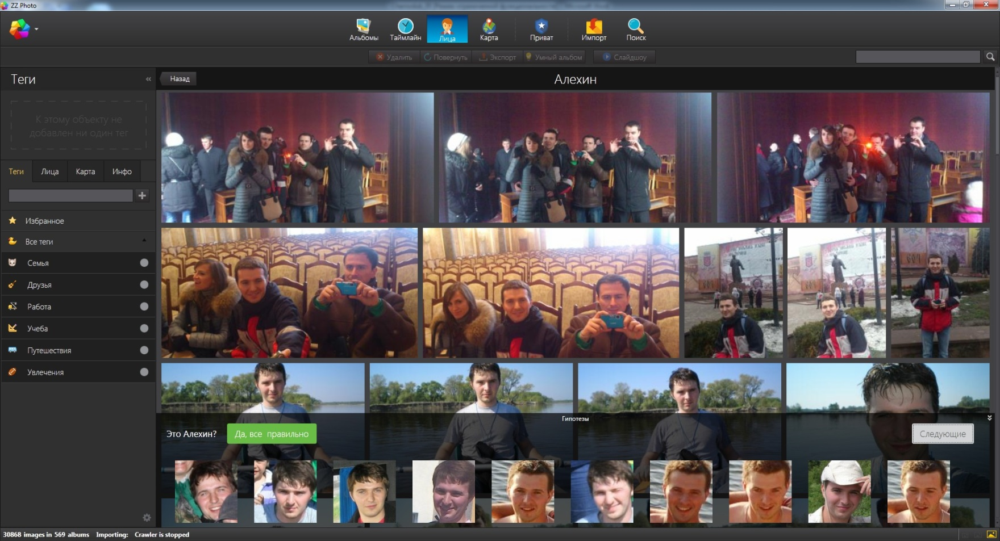 ZZ Photo
Альбомы
Таймлайн
Лица
Карта
Приват
Импорт
Поиск
Удалить
Повернуть
Экспорт
Умный альбом
Слайдшоу
Теги
«
Назад
Алехин
К этому объекту не
добавлен ни один тег
Теги
Лица
Карта
Инфо
Избранное
Все теги
Семья
Друзья
Работа
Учеба
Путешествия
Увлечения
Гипотезы
Это Алехин?
Да, все правильно
Следующие
30868 images in 569 albums Importing: Crawler is stopped